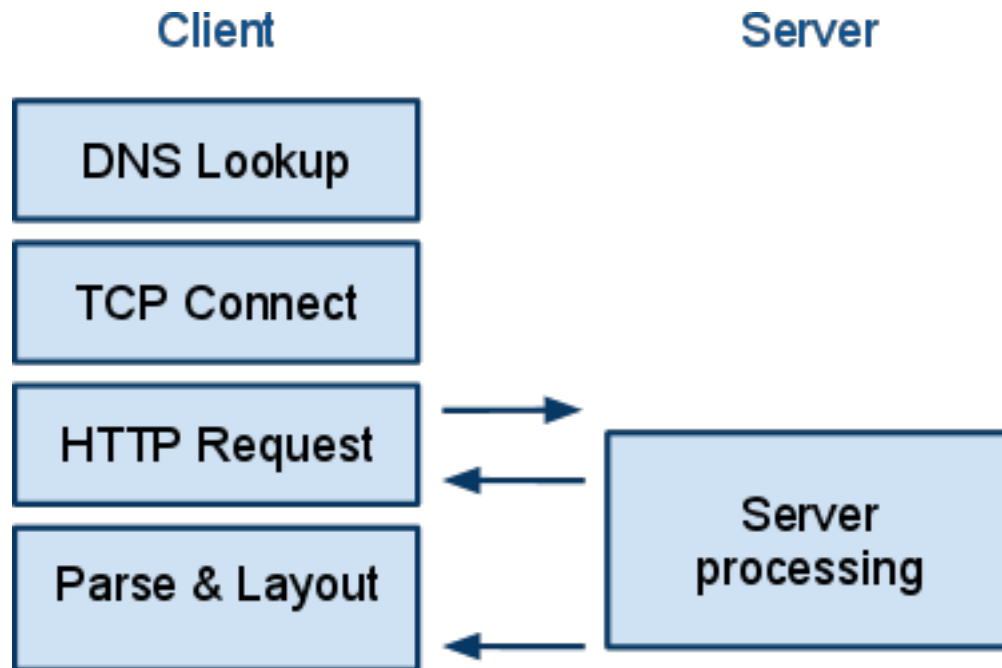 Client
Server
DNS Lookup
TCP Connect
HTTP Request
Parse & Layout
Server
processing